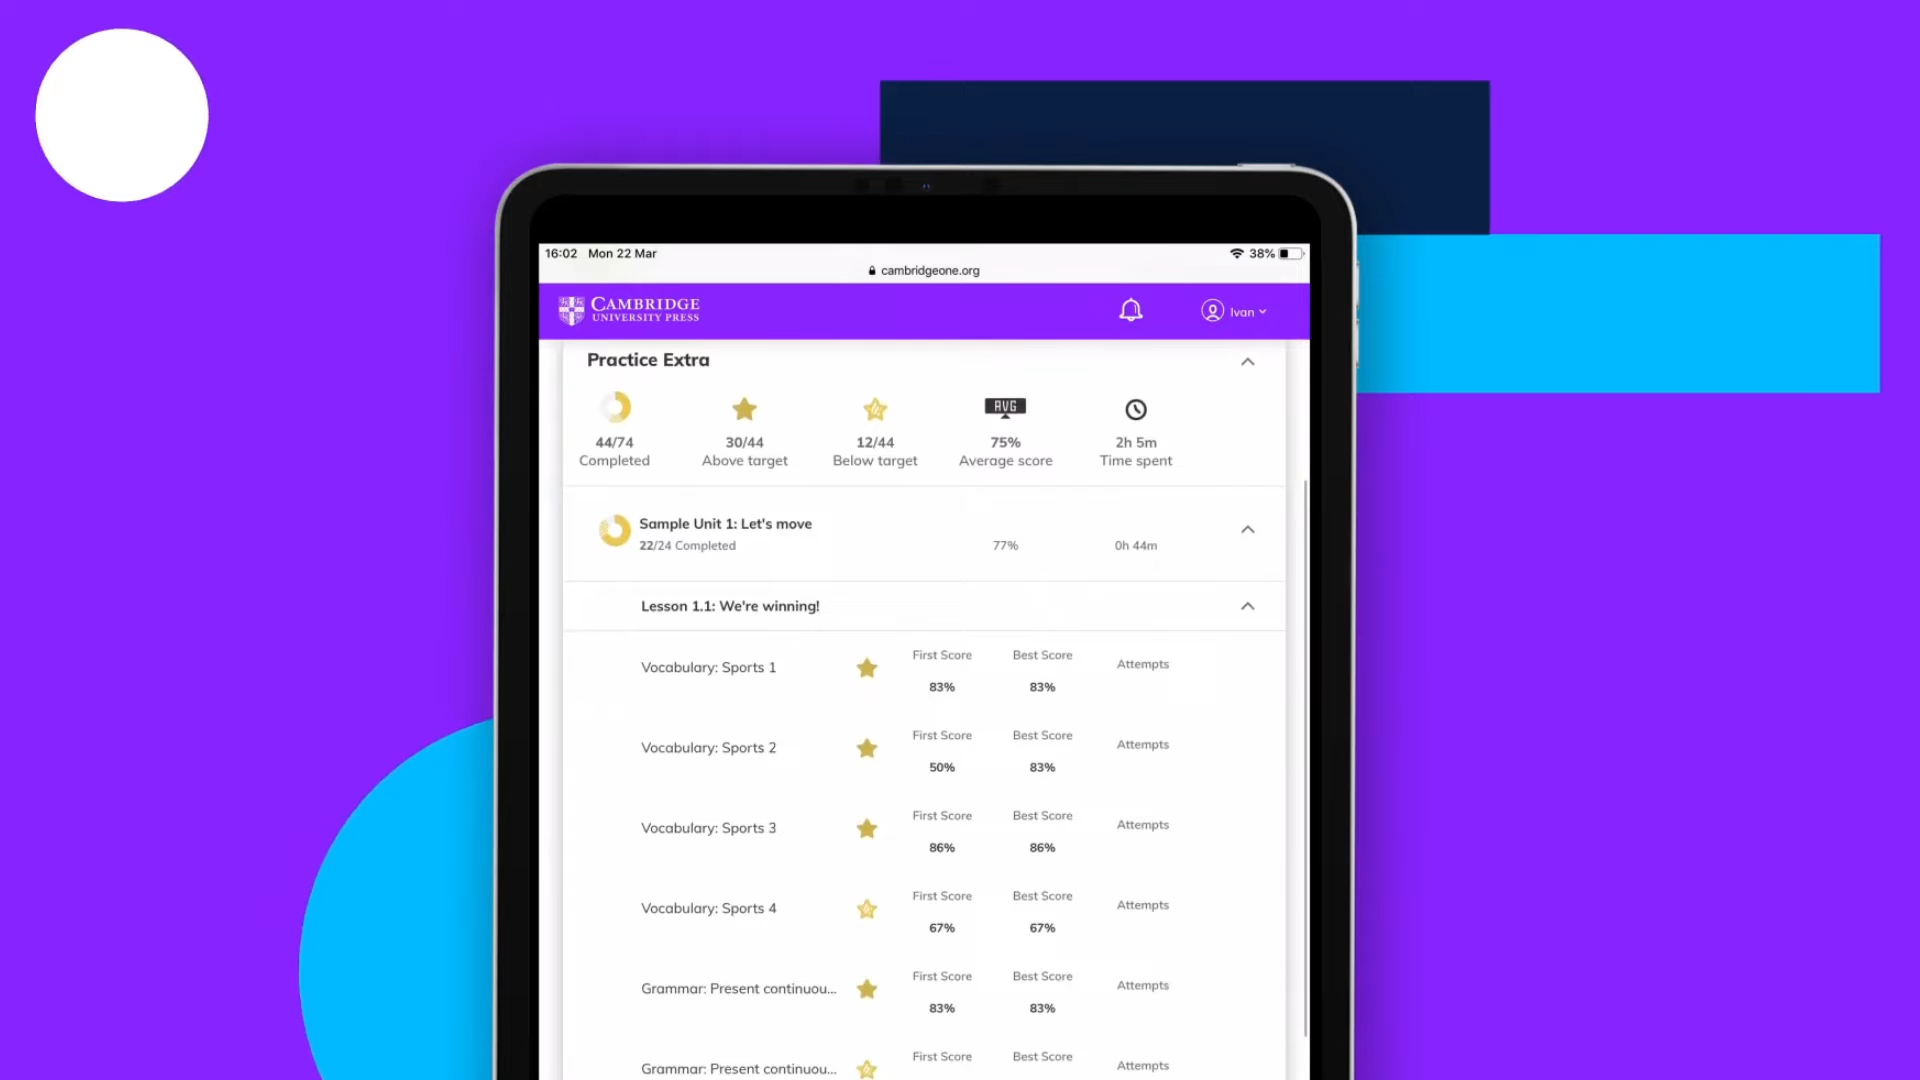 16:02 Mon 22 Mar 38%
cambridgeone.org
CAMBRIDGE
UNIVERSITY PRESS
Ivan
Practice Extra
AVG
44/74 30/44 12/44 75% 2h 5m
Completed Above target Below target Average score Time spent
Sample Unit 1: Let's move
22/24 Completed 77% 0h 44m
Lesson 1.1: We're winning!
First Score Best Score
Vocabulary: Sports 1 Attempts
83% 83%
First Score Best Score
Vocabulary: Sports 2 Attempts
50% 83%
First Score Best Score
Vocabulary: Sports 3 Attempts
86% 86%
First Score Best Score
Vocabulary: Sports 4 Attempts
67% 67%
First Score Best Score
Grammar: Present continuou... Attempts
83% 83%
First Score Best Score
Grammar: Present continuou... Attempts